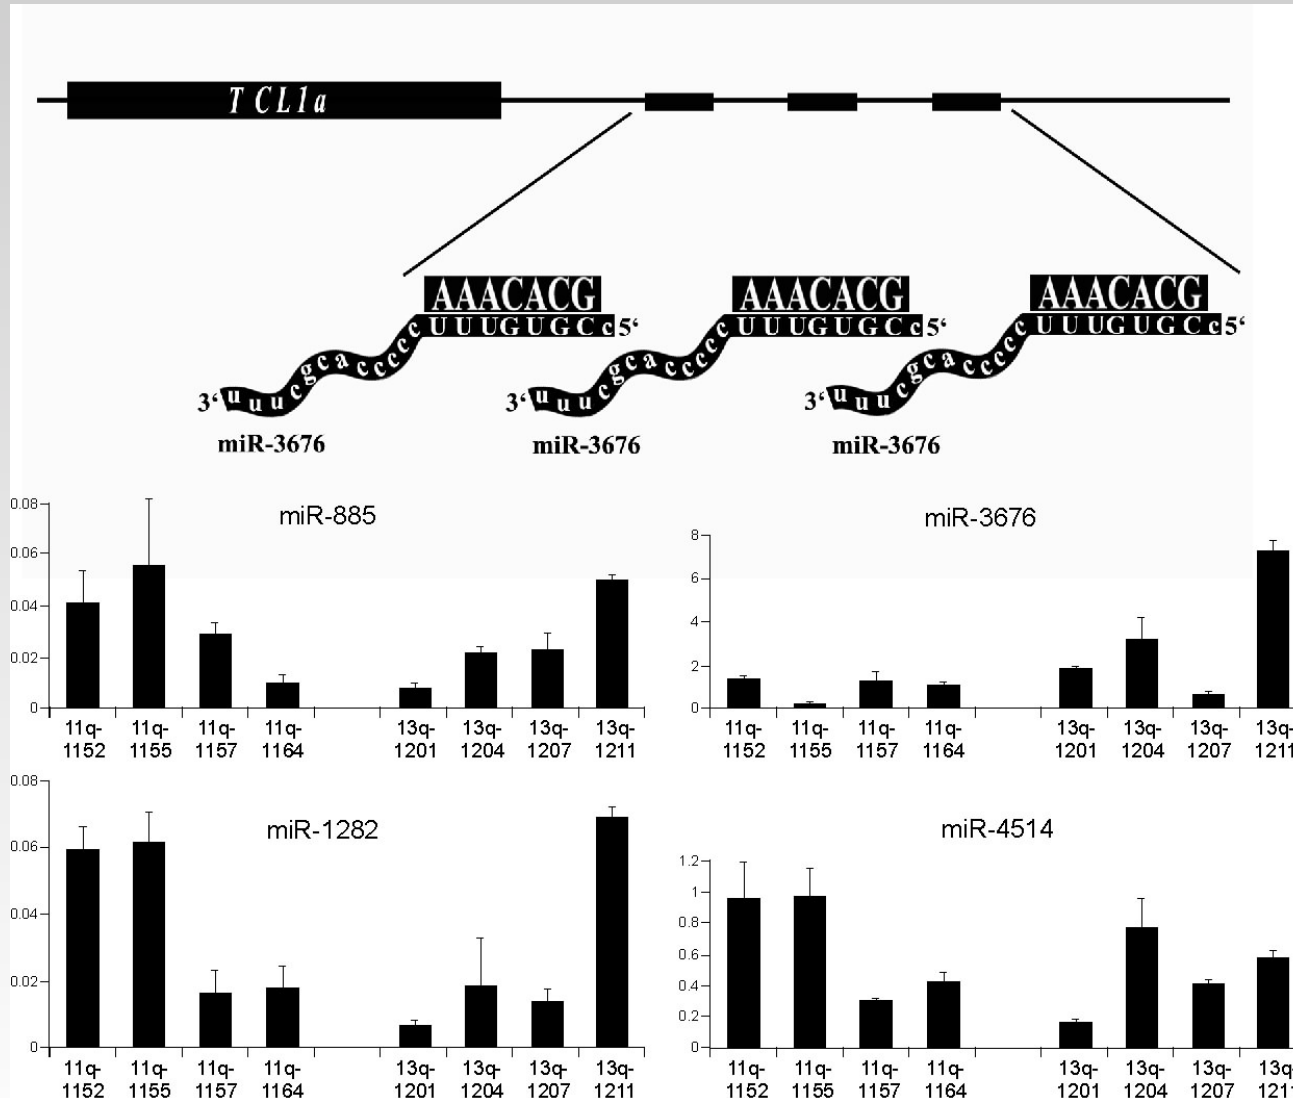 TCL1a
AAACACG AAACACG AAACACG
cUUUGUGCc5‘ cUUUGUGCc5‘ cUUUGUGCc5‘
3‘uuucgcacccc 3‘uuucgcacccc 3‘uuucgcacccc
miR-3676 miR-3676 miR-3676
miR-885
0.08
0.06
0.04
0.02
0
11q-1152 11q-1155 11q-1157 11q-1164 13q-1201 13q-1204 13q-1207 13q-1211
miR-3676
8
6
4
2
0
11q-1152 11q-1155 11q-1157 11q-1164 13q-1201 13q-1204 13q-1207 13q-1211
miR-1282
0.08
0.06
0.04
0.02
0
11q-1152 11q-1155 11q-1157 11q-1164 13q-1201 13q-1204 13q-1207 13q-1211
miR-4514
1.2
1
0.8
0.6
0.4
0.2
0
11q-1152 11q-1155 11q-1157 11q-1164 13q-1201 13q-1204 13q-1207 13q-1211